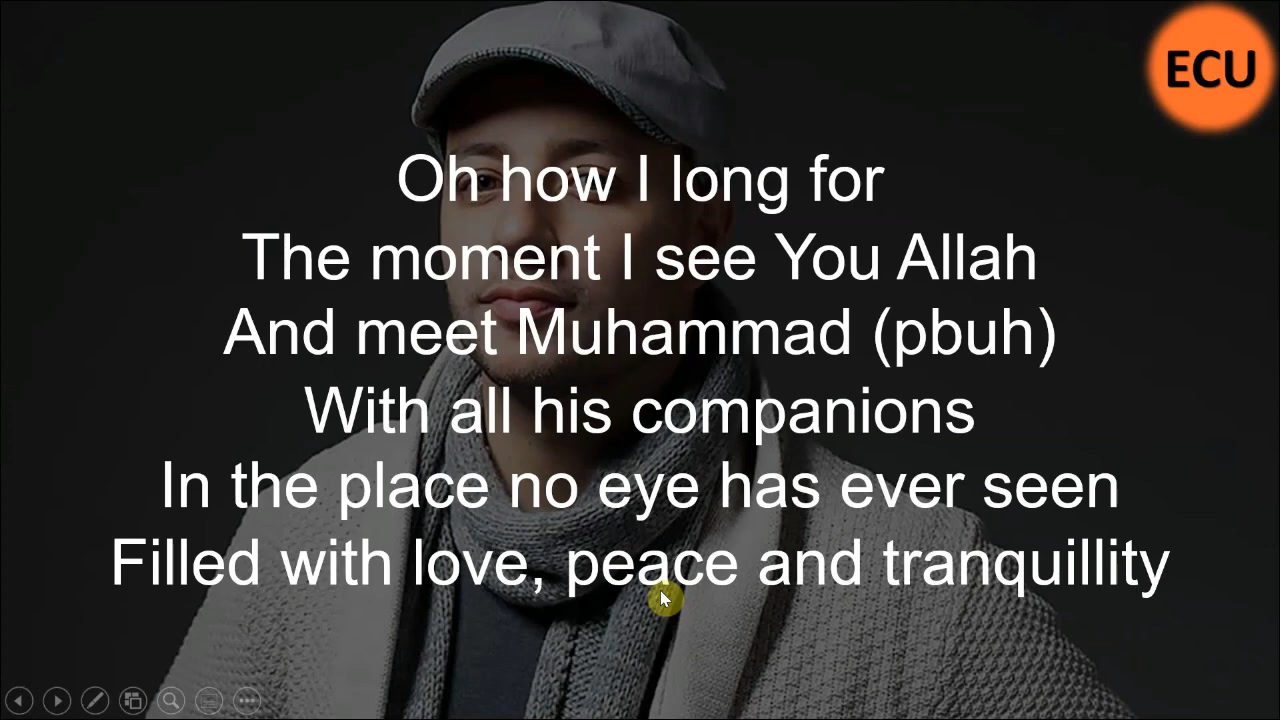 ECU
Oh how I long for
The moment I see You Allah
And meet Muhammad (pbuh)
With all his companions
In the place no eye has ever seen
Filled with love, peace and tranquillity